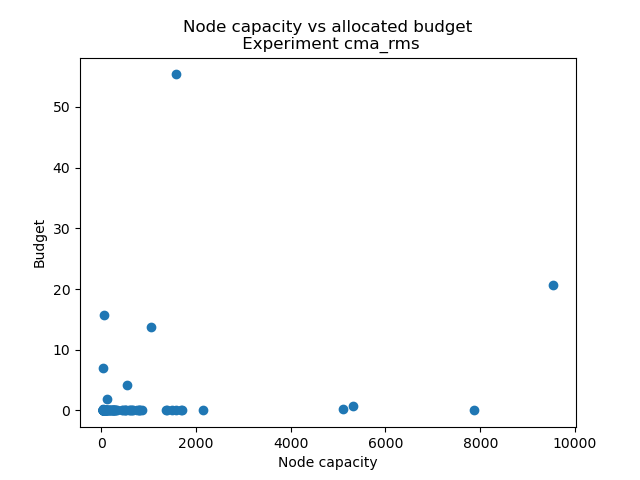 Node capacity vs allocated budget
Experiment cma_rms
Budget
50
40
30
20
10
0
0 2000 4000 6000 8000 10000
Node capacity